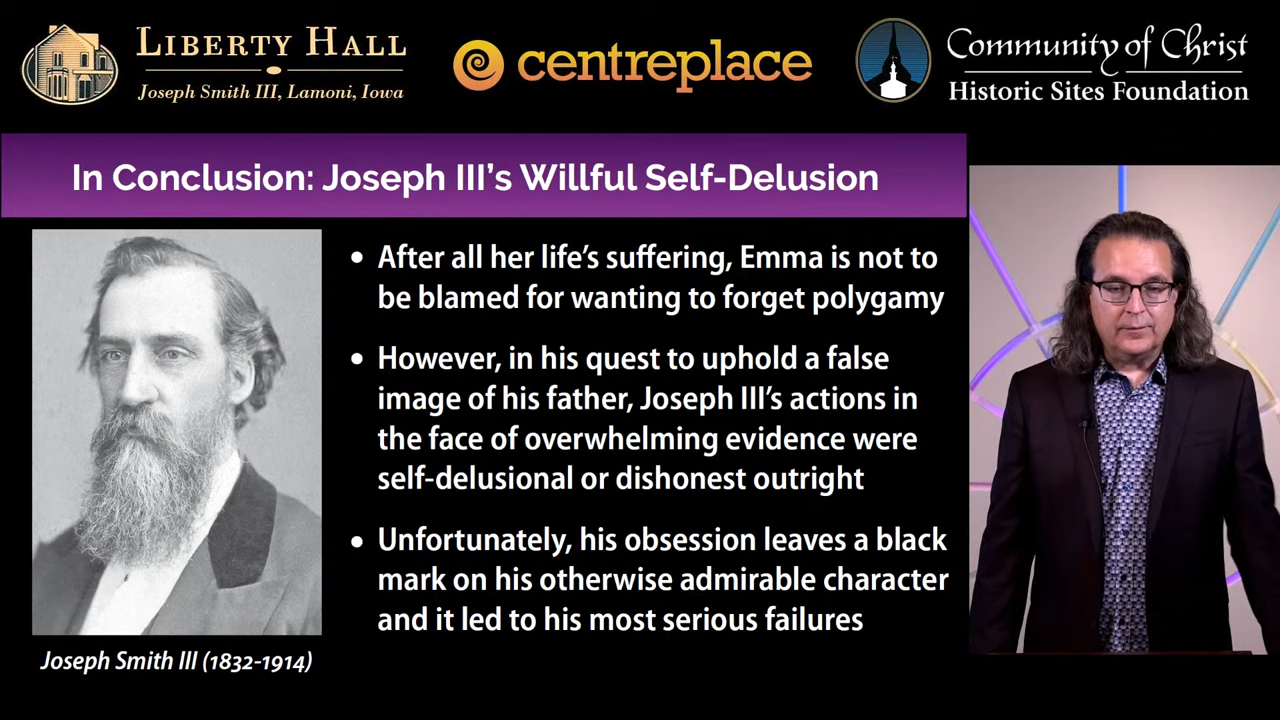 LIBERTY HALL
Joseph Smith III, Lamoni, Iowa
centreplace
Community of Christ
Historic Sites Foundation
In Conclusion: Joseph III's Willful Self-Delusion
• After all her life's suffering, Emma is not to
be blamed for wanting to forget polygamy
• However, in his quest to uphold a false
image of his father, Joseph III's actions in
the face of overwhelming evidence were
self-delusional or dishonest outright
• Unfortunately, his obsession leaves a black
mark on his otherwise admirable character
and it led to his most serious failures
Joseph Smith III (1832-1914)